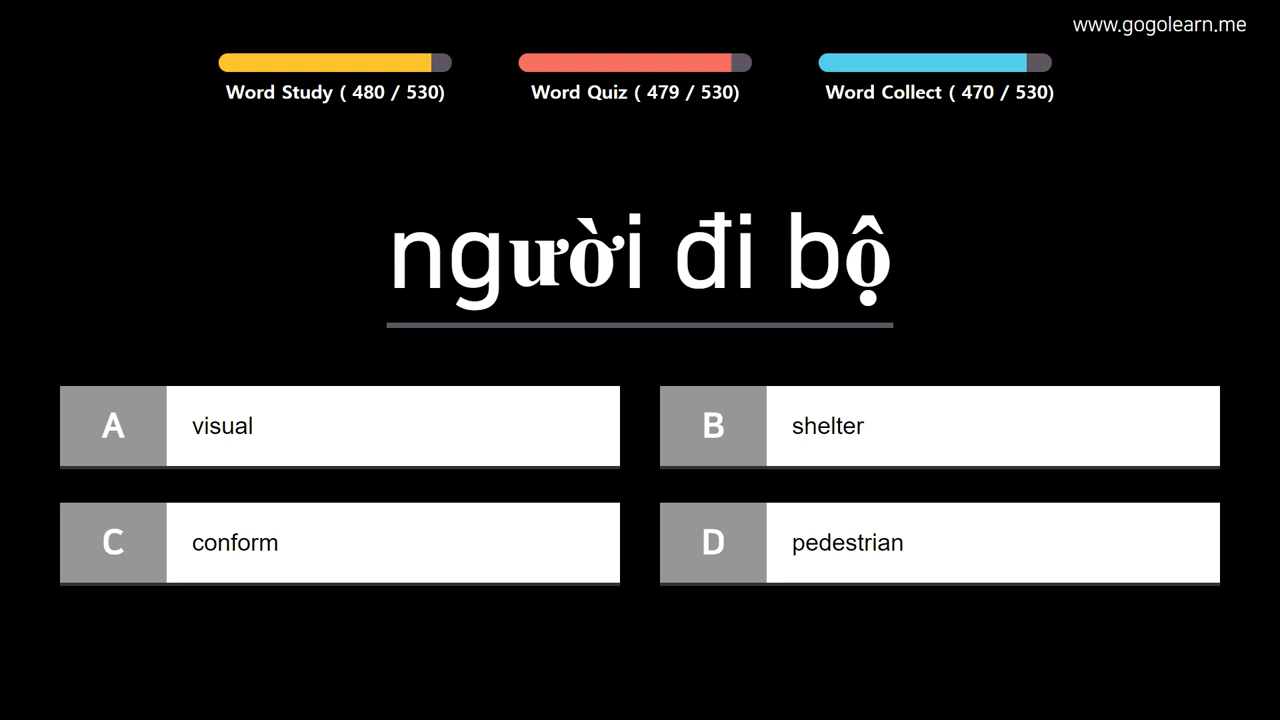 www.gogolearn.me
Word Study ( 480 / 530)
Word Quiz ( 479 / 530)
Word Collect ( 470 / 530)
người đi bộ
A visual
B shelter
C conform
D pedestrian